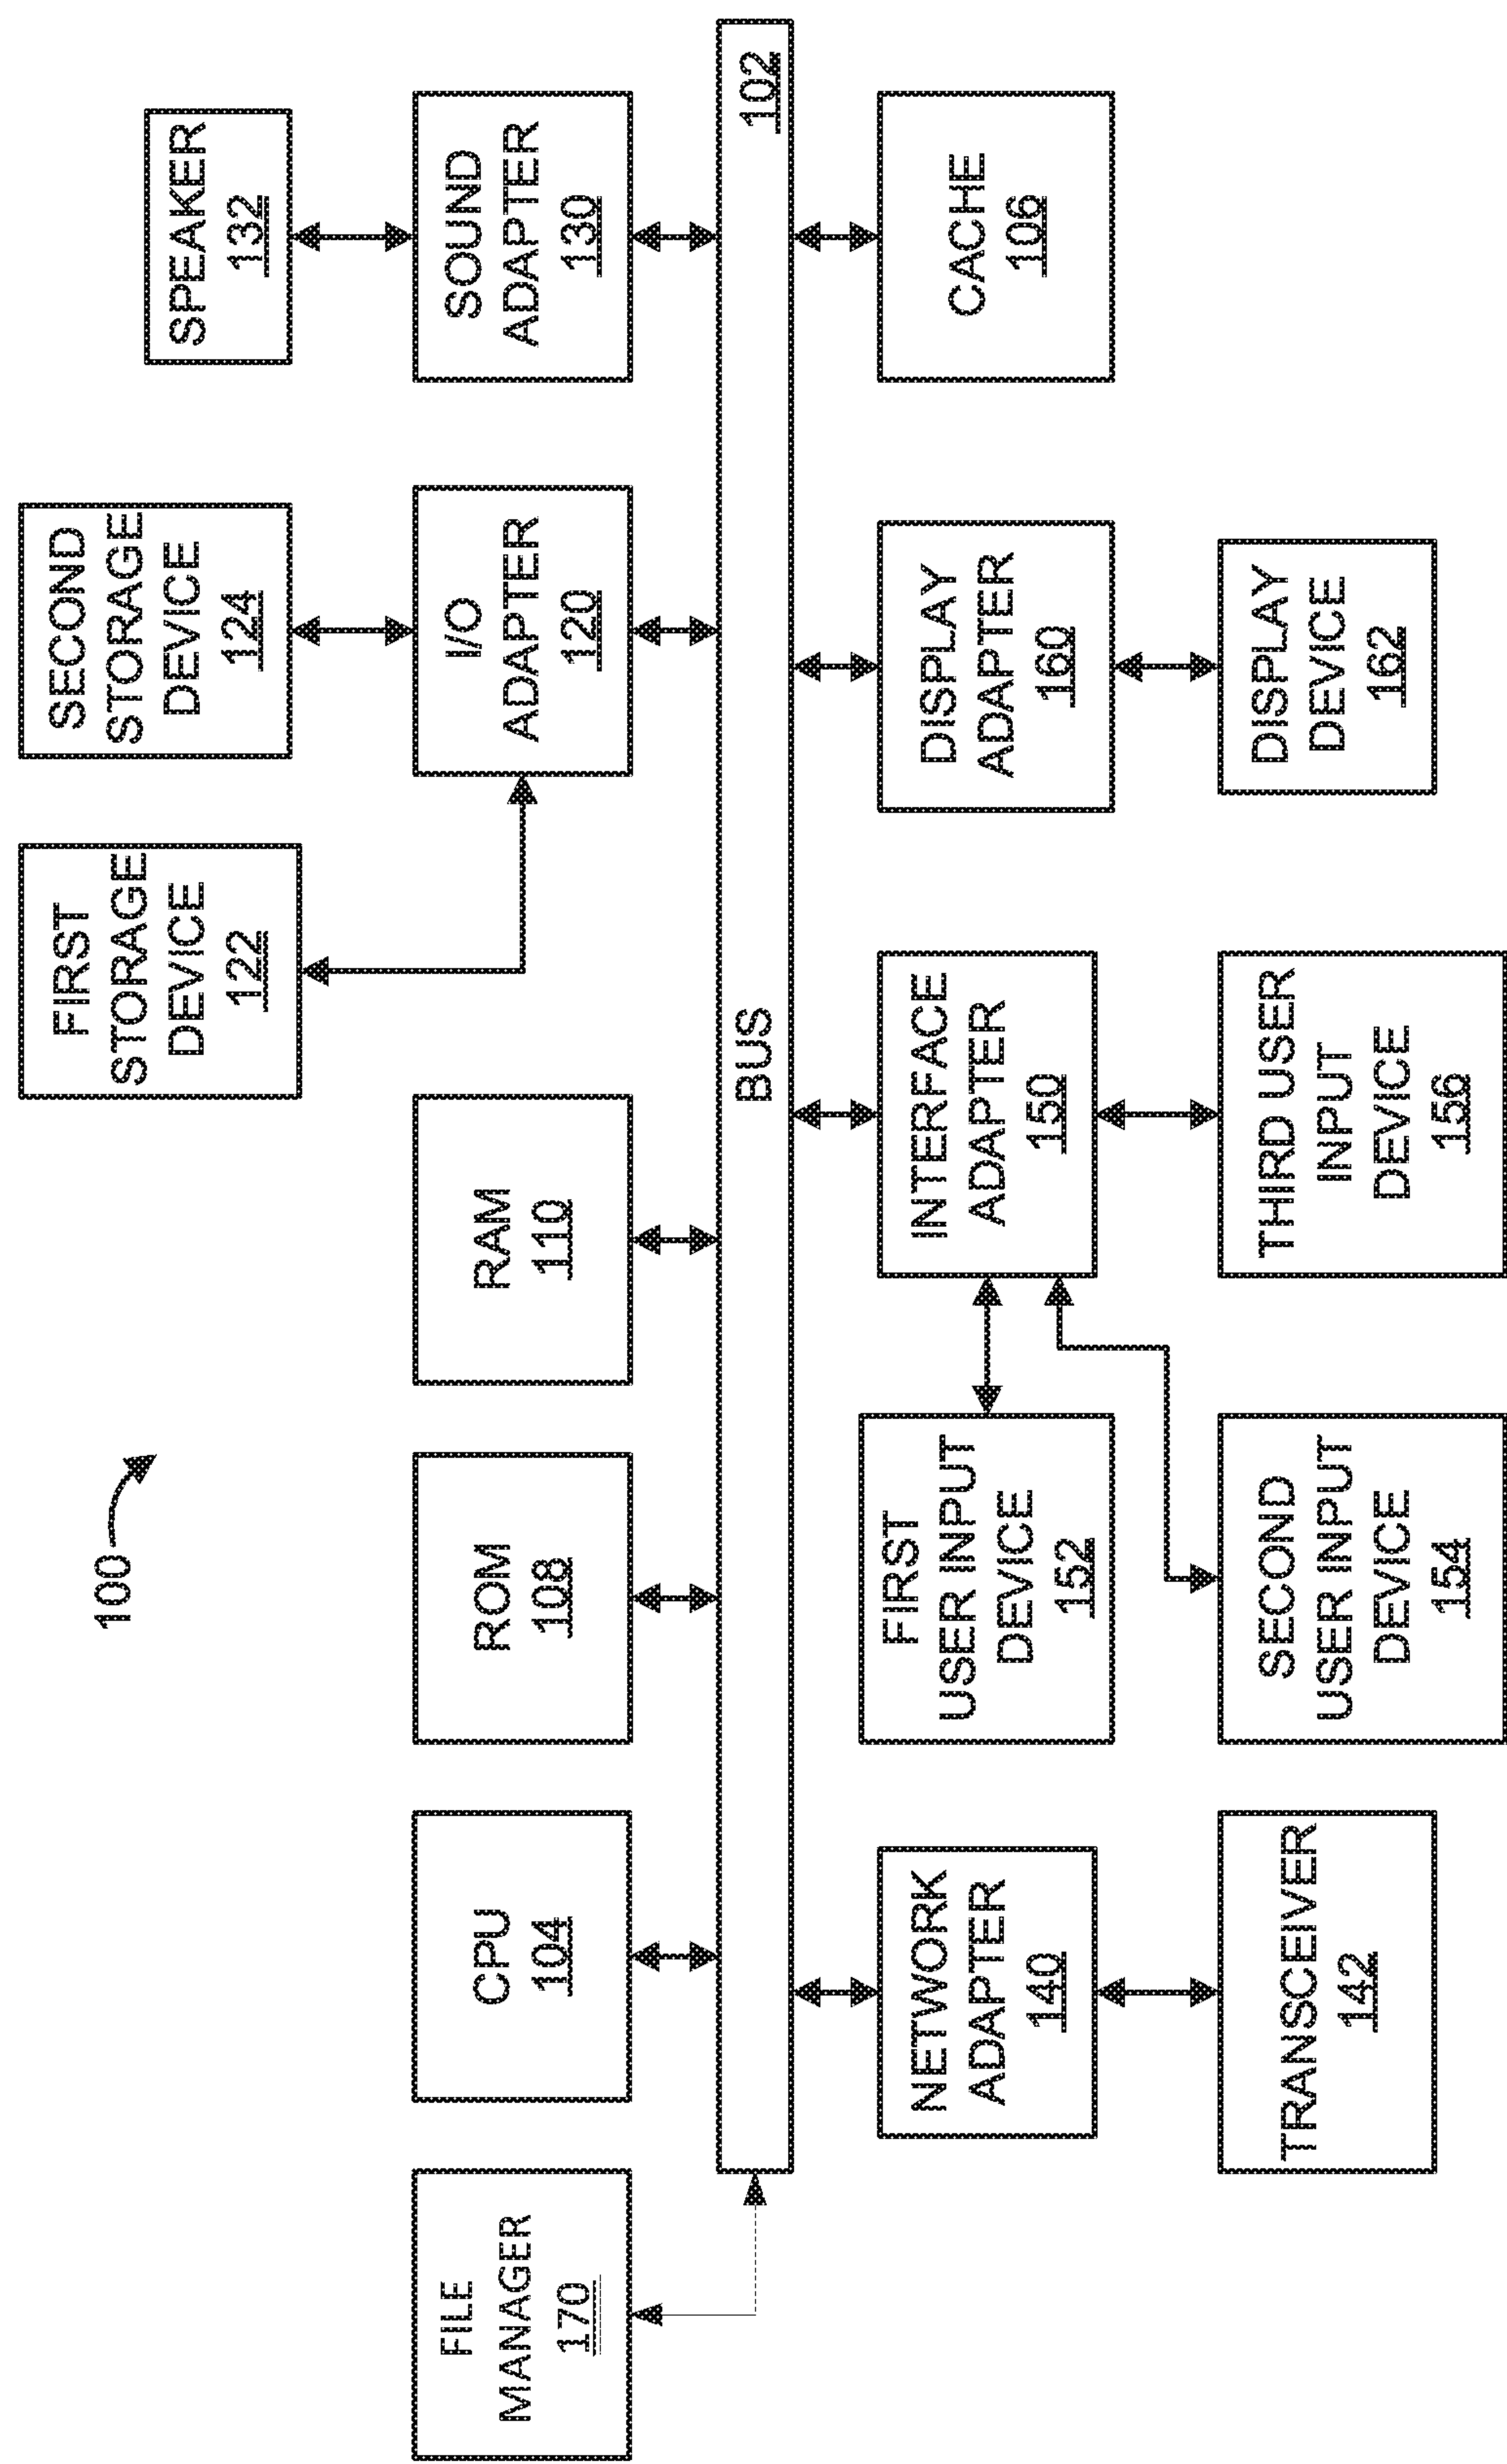 100
FIRST
STORAGE
DEVICE
122
SECOND
STORAGE
DEVICE
124
SPEAKER
132
FILE
MANAGER
170
CPU
104
ROM
108
RAM
110
I/O
ADAPTER
120
SOUND
ADAPTER
130
BUS
102
NETWORK
ADAPTER
140
FIRST
USER INPUT
DEVICE
152
INTERFACE
ADAPTER
150
DISPLAY
ADAPTER
160
CACHE
106
TRANSCEIVER
142
SECOND
USER INPUT
DEVICE
154
THIRD USER
INPUT
DEVICE
156
DISPLAY
DEVICE
162